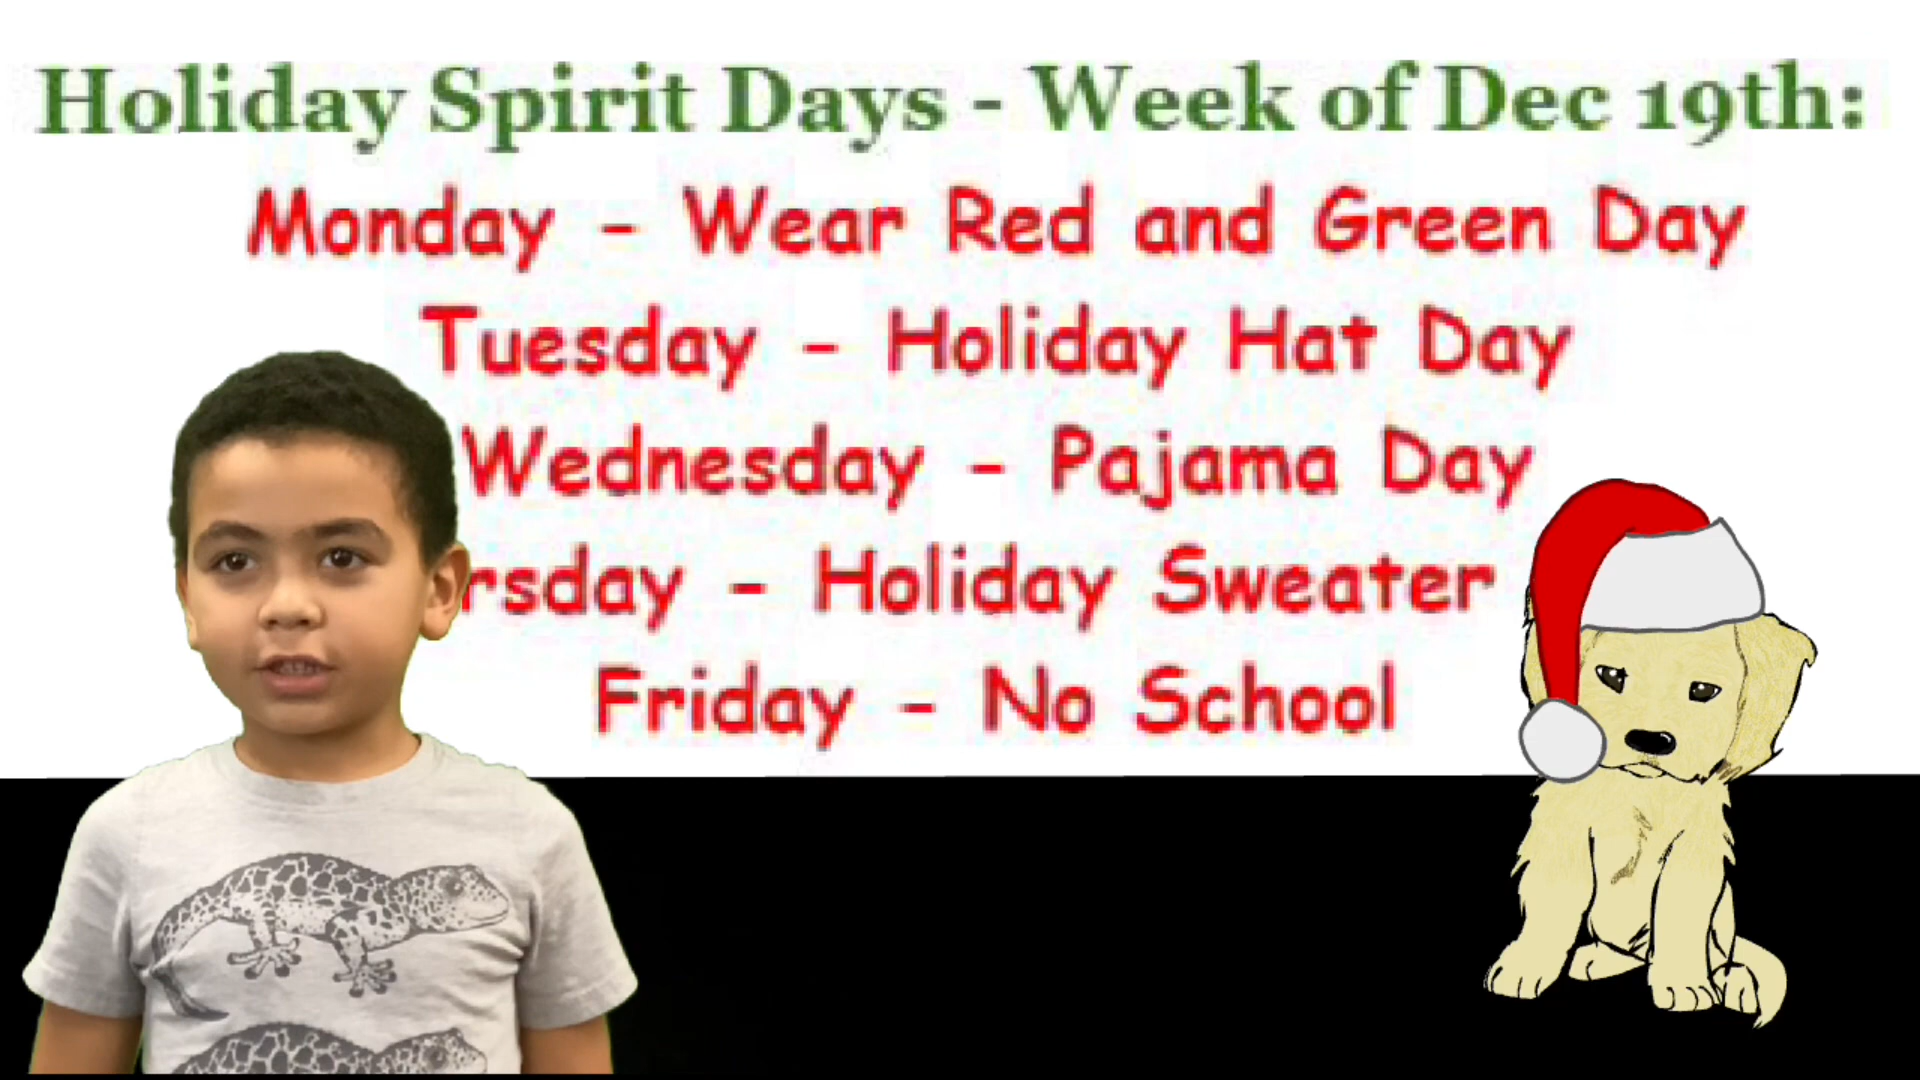 Holiday Spirit Days - Week of Dec 19th:
Monday - Wear Red and Green Day
Tuesday - Holiday Hat Day
Wednesday - Pajama Day
rsday - Holiday Sweater
Friday - No School